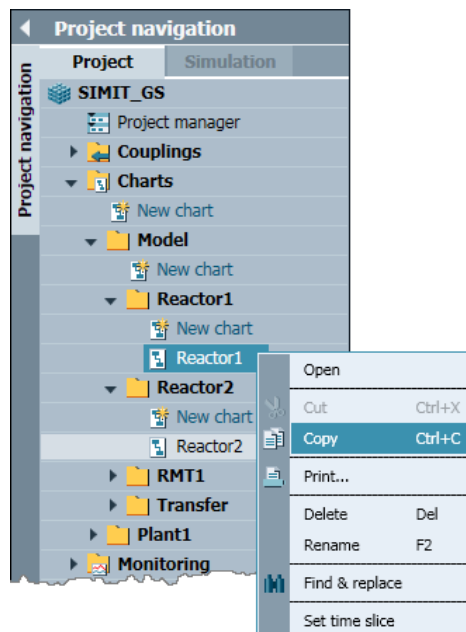 Project navigation
Project navigation
Project Simulation
SIMIT_GS
Project manager
Couplings
Charts
New chart
Model
New chart
Reactor1
New chart
Reactor1
Reactor2
New chart
Reactor2
RMT1
Transfer
Plant1
Monitoring
Open
Cut Ctrl+X
Copy Ctrl+C
Print...
Delete Del
Rename F2
Find & replace
Set time slice